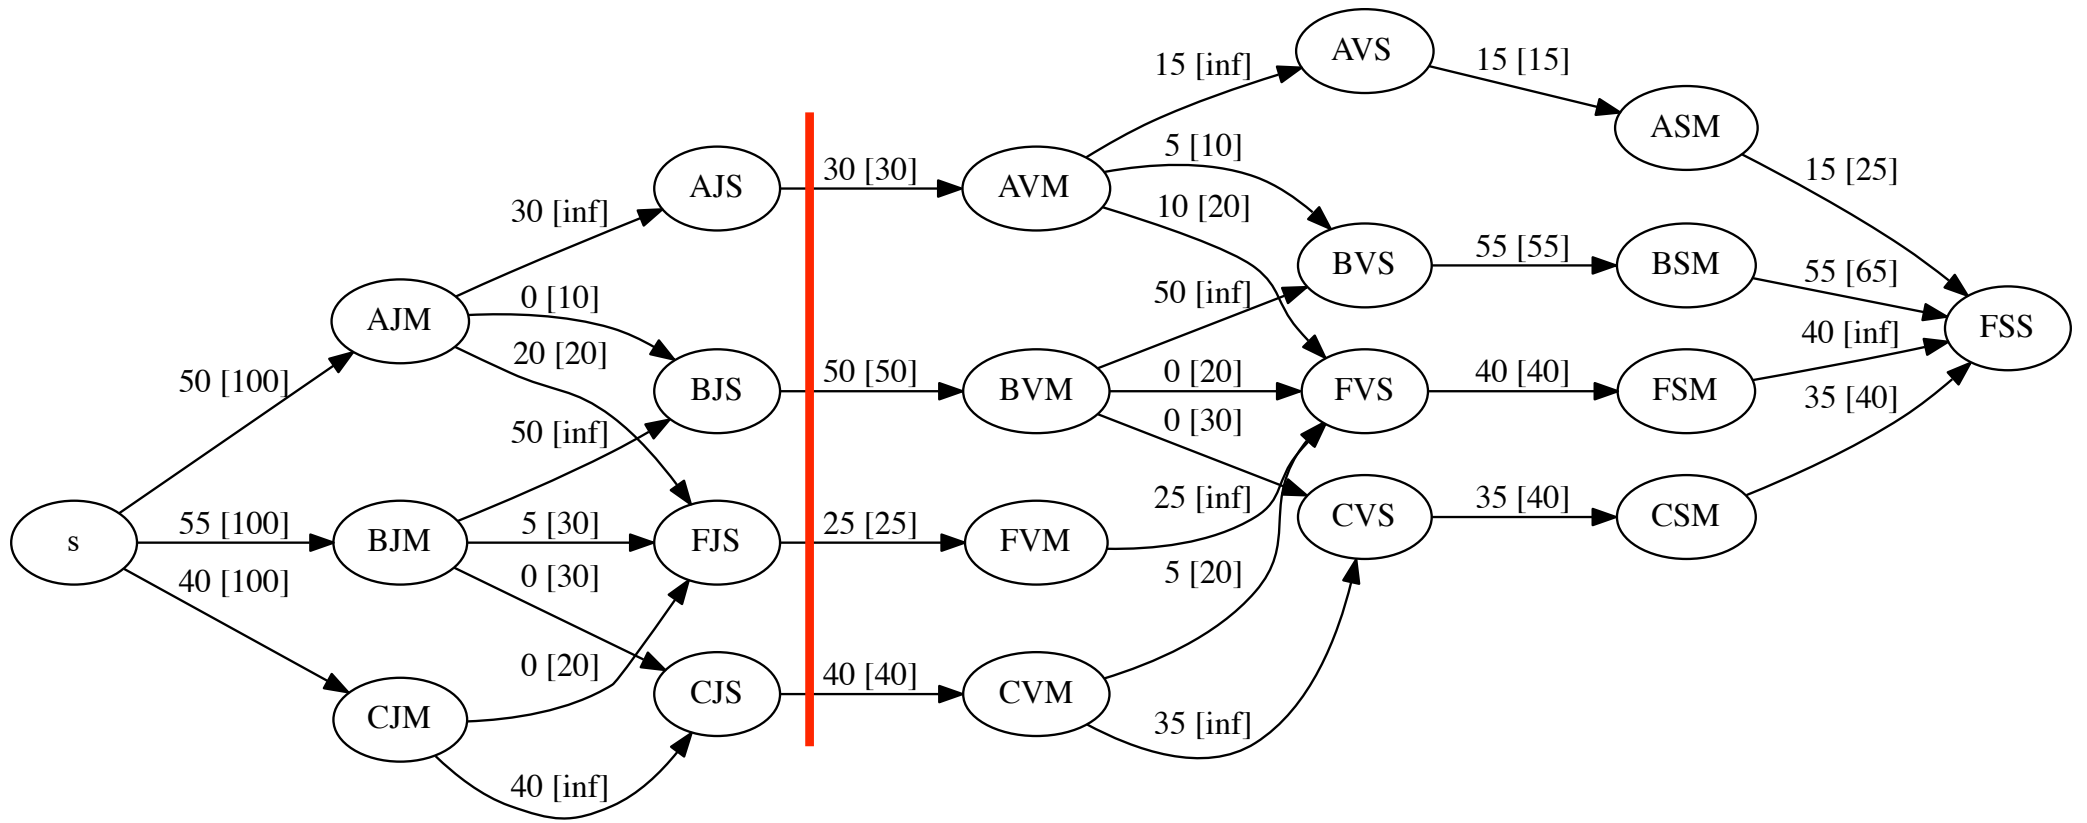 AVS
15 [inf]
15 [15]
ASM
5 [10]
15 [25]
AJS
30 [30]
AVM
30 [inf]
10 [20]
BVS
55 [55]
BSM
55 [65]
0 [10]
AJM
50 [inf]
FSS
20 [20]
40 [inf]
50 [100]
BJS
50 [50]
BVM
0 [20]
FVS
40 [40]
FSM
35 [40]
50 [inf]
0 [30]
s
55 [100]
BJM
5 [30]
FJS
25 [25]
FVM
25 [inf]
CVS
35 [40]
CSM
40 [100]
0 [30]
5 [20]
0 [20]
CJM
CJS
40 [40]
CVM
35 [inf]
40 [inf]